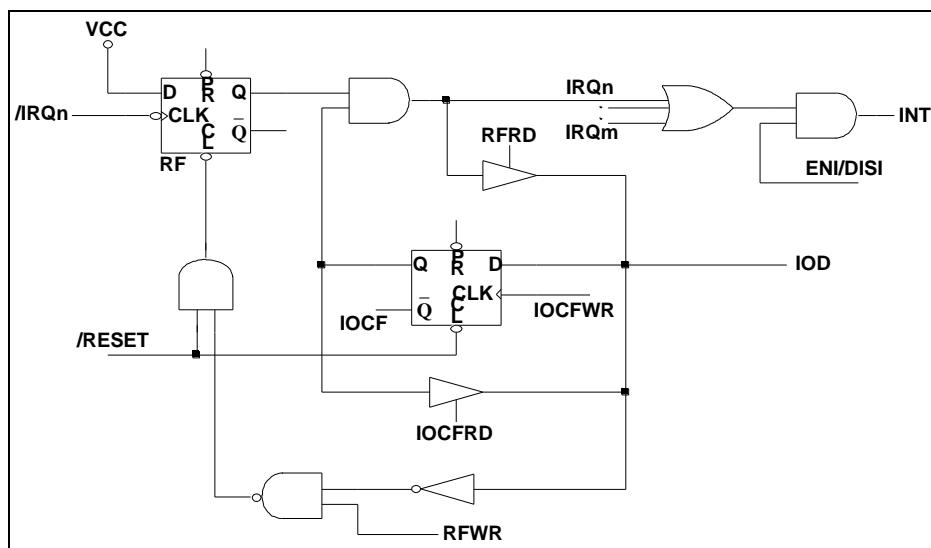 VCC
D
PR
Q
/IRQn
CLK
CL
Q̅
RF
IRQn
IRQm
INT
RFRD
ENI/DISI
Q
PR
D
IOD
CLK
Q̅
CL
IOCF
IOCFWR
/RESET
IOCFRD
RFWR